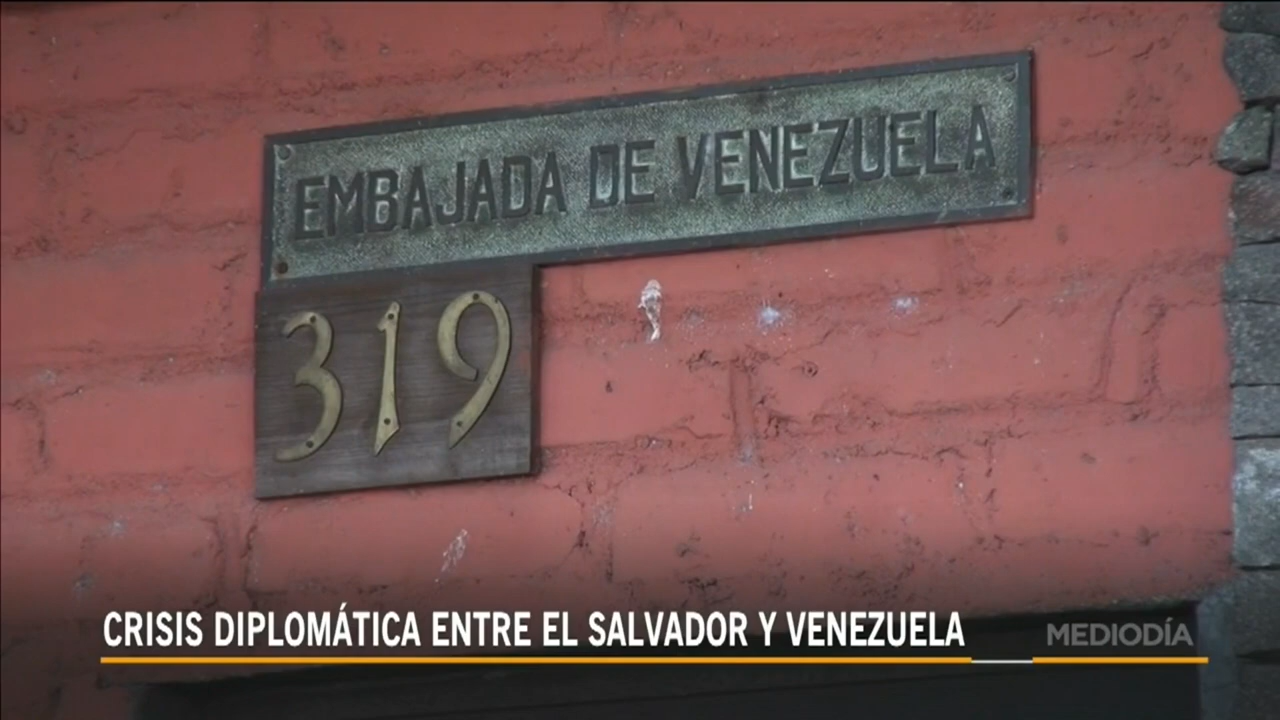 EMBAJADA DE VENEZUELA
319
CRISIS DIPLOMÁTICA ENTRE EL SALVADOR Y VENEZUELA
MEDIODÍA